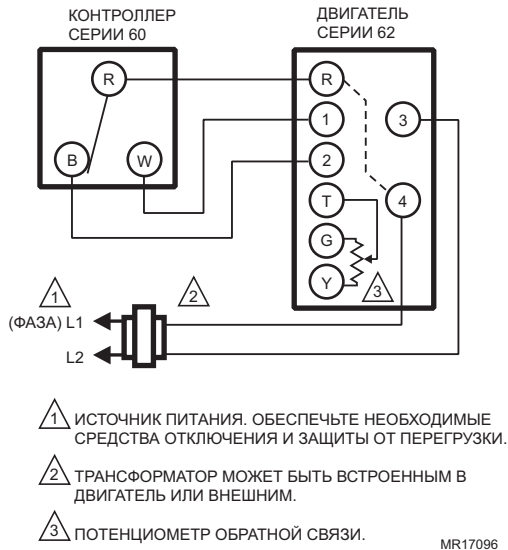 КОНТРОЛЛЕР
СЕРИИ 60
ДВИГАТЕЛЬ
СЕРИИ 62
R
B
W
R
1
2
T
G
Y
3
4
3
1
2
(ФАЗА) L1
L2
1 ИСТОЧНИК ПИТАНИЯ. ОБЕСПЕЧЬТЕ НЕОБХОДИМЫЕ
СРЕДСТВА ОТКЛЮЧЕНИЯ И ЗАЩИТЫ ОТ ПЕРЕГРУЗКИ.
2 ТРАНСФОРМАТОР МОЖЕТ БЫТЬ ВСТРОЕННЫМ В
ДВИГАТЕЛЬ ИЛИ ВНЕШНИМ.
3 ПОТЕНЦИОМЕТР ОБРАТНОЙ СВЯЗИ.
MR17096